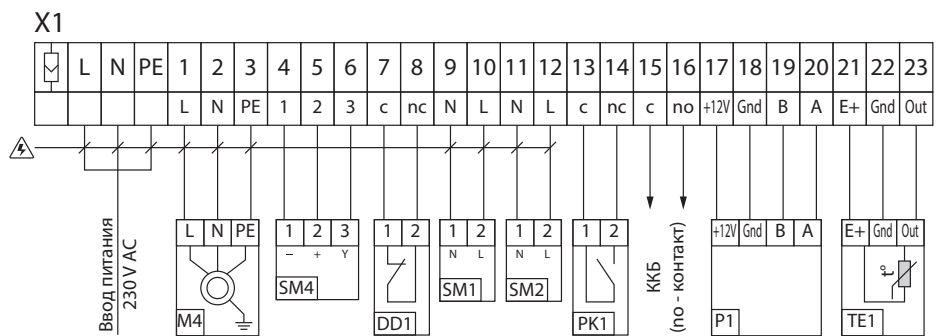 X1
L N PE 1 2 3 4 5 6 7 8 9 10 11 12 13 14 15 16 17 18 19 20 21 22 23
L N PE 1 2 3 c nc N L N L c nc c no +12V Gnd B A E+ Gnd Out
Ввод питания
230 V AC
L N PE
M4
1 2 3
– + Y
SM4
1 2
DD1
1 2
N L
SM1
1 2
N L
SM2
1 2
PK1
ККБ
(no - контакт)
+12V Gnd B A
P1
E+ Gnd Out
t°
TE1